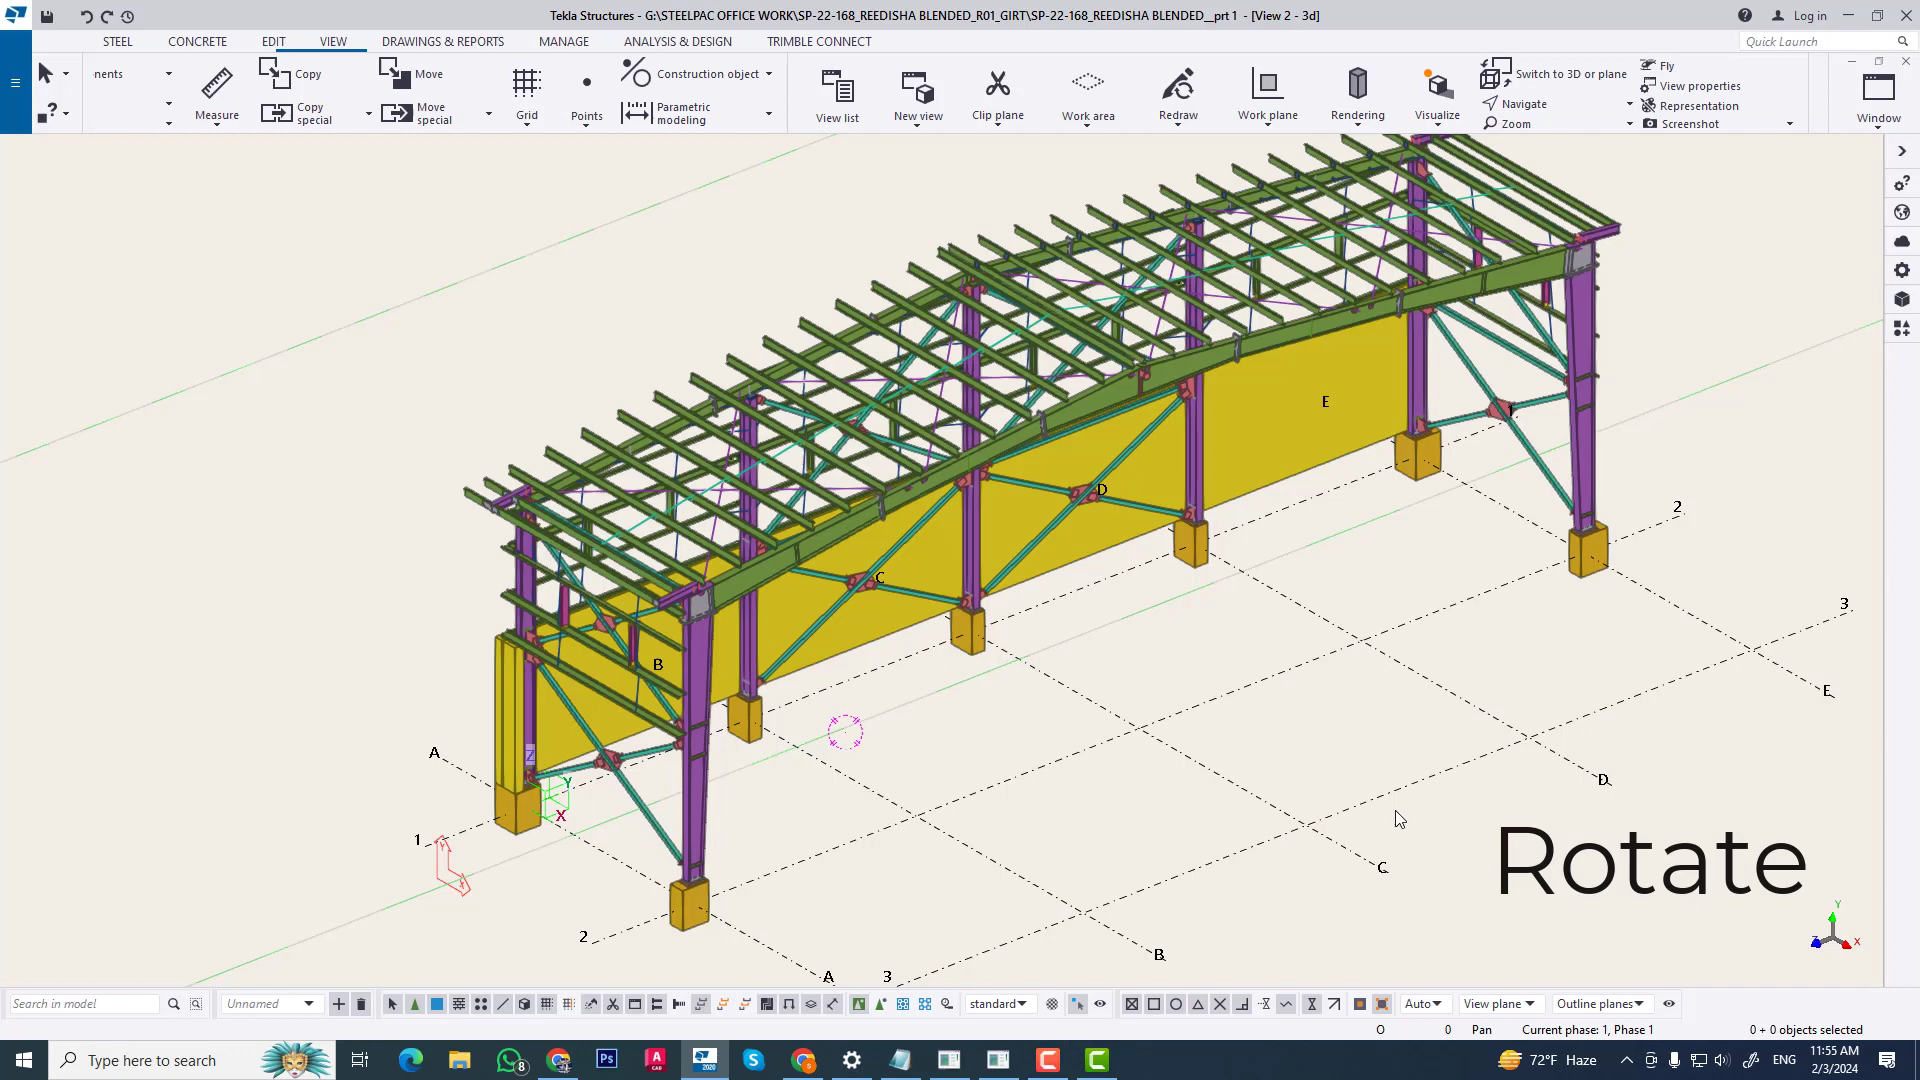 Tekla Structures - G:\STEELPAC OFFICE WORK\SP-22-168_REEDISHA BLENDED_R01_GIRT\SP-22-168_REEDISHA BLENDED__prt 1 - [View 2 - 3d]
Log in
STEEL
CONCRETE
EDIT
VIEW
DRAWINGS & REPORTS
MANAGE
ANALYSIS & DESIGN
TRIMBLE CONNECT
Quick Launch
nents
Measure
Copy
Copy special
Move
Move special
Grid
Points
Construction object
Parametric modeling
View list
New view
Clip plane
Work area
Redraw
Work plane
Rendering
Visualize
Switch to 3D or plane
Navigate
Zoom
Fly
View properties
Representation
Screenshot
Window
E
1
D
2
C
3
B
E
A
Y
D
X
1
C
Rotate
2
B
A
3
Y
Z
X
Search in model
Unnamed
standard
Auto
View plane
Outline planes
O
0
Pan
Current phase: 1, Phase 1
0 + 0 objects selected
Type here to search
8
Ps
A
CAD
2020
72°F Haze
ENG
11:55 AM
2/3/2024